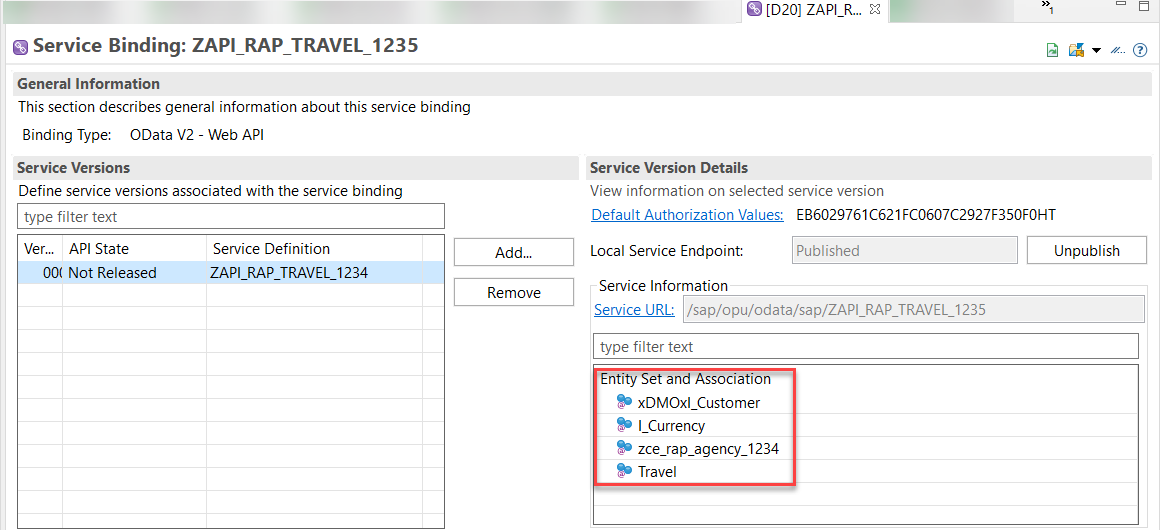 [D20] ZAPI_R...
1
Service Binding: ZAPI_RAP_TRAVEL_1235
General Information
This section describes general information about this service binding
Binding Type: OData V2 - Web API
Service Versions
Define service versions associated with the service binding
type filter text
Ver... API State Service Definition
000 Not Released ZAPI_RAP_TRAVEL_1234
Add...
Remove
Service Version Details
View information on selected service version
Default Authorization Values: EB6029761C621FC0607C2927F350F0HT
Local Service Endpoint: Published Unpublish
Service Information
Service URL: /sap/opu/odata/sap/ZAPI_RAP_TRAVEL_1235
type filter text
Entity Set and Association
xDMOxI_Customer
I_Currency
zce_rap_agency_1234
Travel